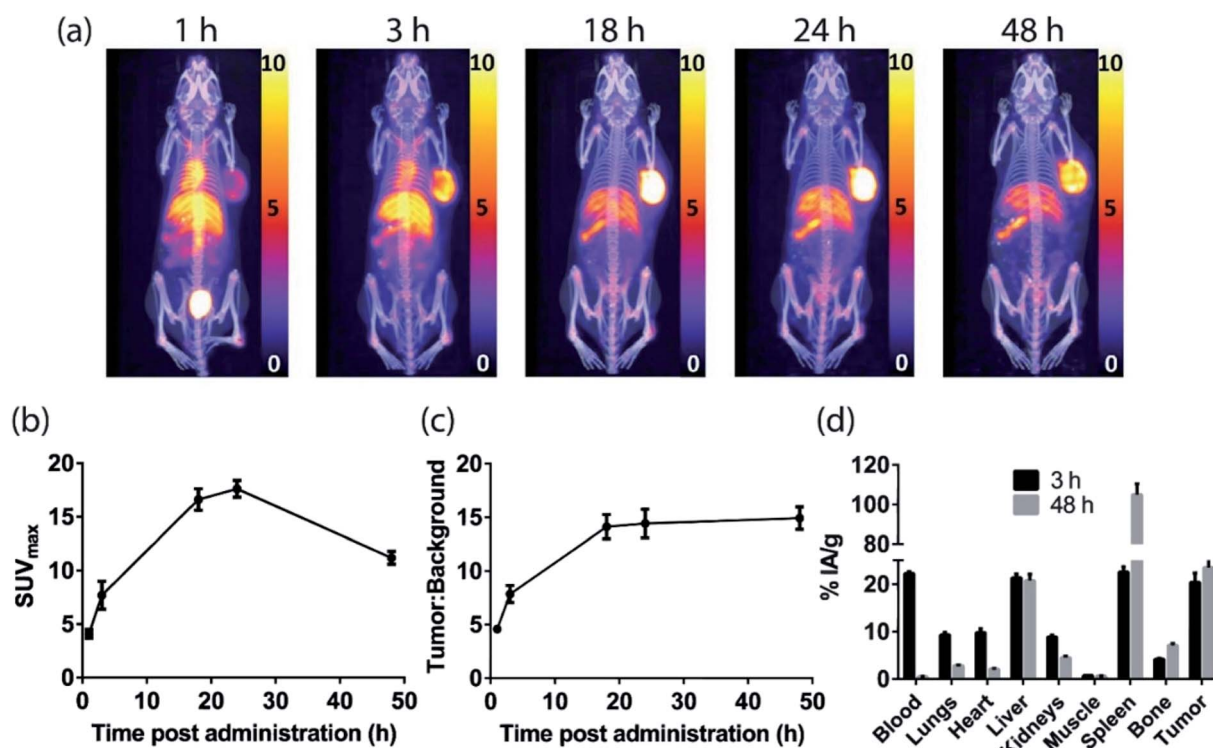 (a)
1 h 3 h 18 h 24 h 48 h
10 10 10 10 10
5 5 5 5 5
0 0 0 0 0
(b)
20
15
10
5
0
SUVmax
0 10 20 30 40 50
Time post administration (h)
(c)
20
15
10
5
0
Tumor:Background
0 10 20 30 40 50
Time post administration (h)
(d)
3 h
48 h
120
100
80
20
10
0
% IA/g
Blood
Lungs
Heart
Liver
Kidneys
Muscle
Spleen
Bone
Tumor